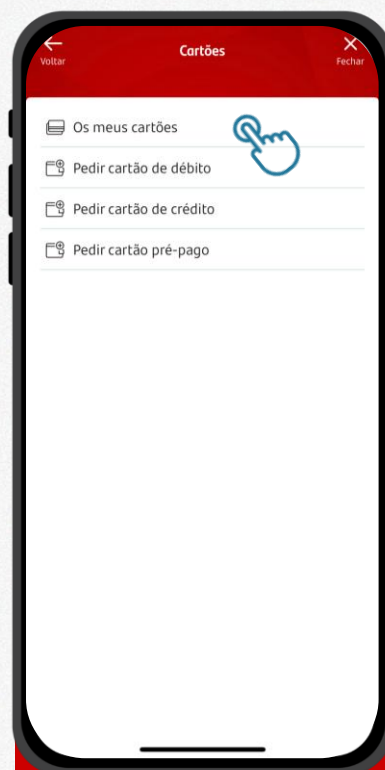 Cartões
Voltar
Fechar
Os meus cartões
Pedir cartão de débito
Pedir cartão de crédito
Pedir cartão pré-pago